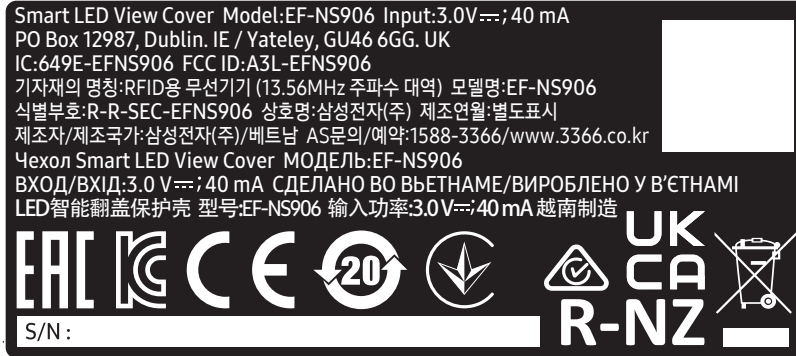 Smart LED View Cover Model:EF-NS906 Input:3.0V⎓; 40 mA
PO Box 12987, Dublin. IE / Yateley, GU46 6GG. UK
IC:649E-EFNS906 FCC ID:A3L-EFNS906
기자재의 명칭:RFID용 무선기기 (13.56MHz 주파수 대역) 모델명:EF-NS906
식별부호:R-R-SEC-EFNS906 상호명:삼성전자(주) 제조연월:별도표시
제조자/제조국가:삼성전자(주)/베트남 AS문의/예약:1588-3366/www.3366.co.kr
Чехол Smart LED View Cover МОДЕЛЬ:EF-NS906
ВХОД/ВХІД:3.0 V⎓; 40 mA СДЕЛАНО ВО ВЬЕТНАМЕ/ВИРОБЛЕНО У В'ЄТНАМІ
LED智能翻盖保护壳 型号:EF-NS906 输入功率:3.0 V⎓; 40 mA 越南制造
EAC KC CE 20 UK
CA
R-NZ
S/N :